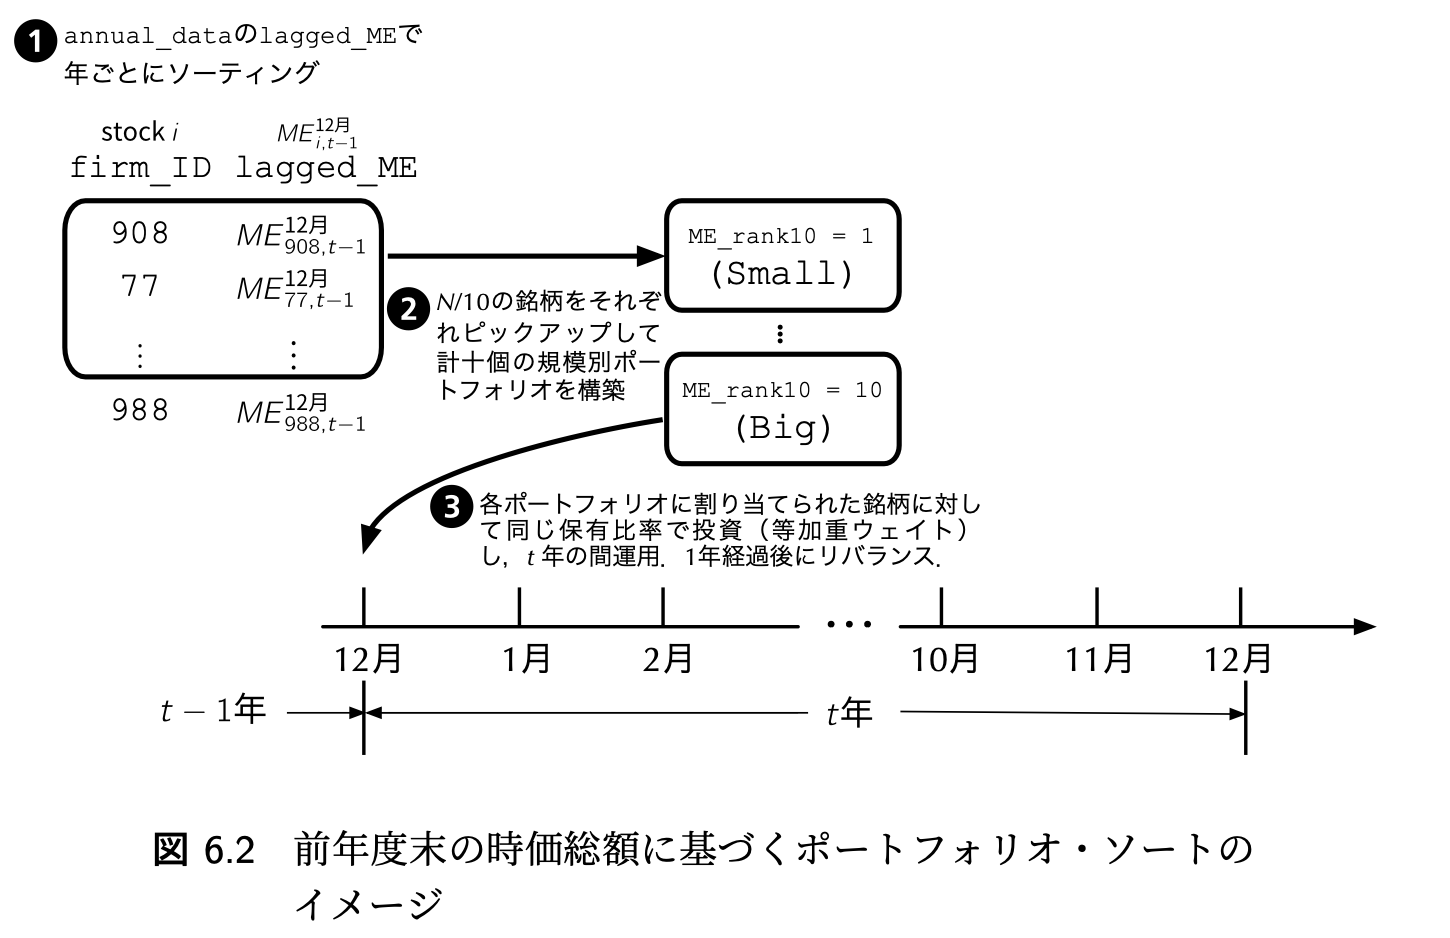 1 annual_dataのlagged_MEで
年ごとにソーティング
stock i ME^{12月}_{i,t−1}
firm_ID lagged_ME
908 ME^{12月}_{908,t−1}
77 ME^{12月}_{77,t−1}
⋮ ⋮
988 ME^{12月}_{988,t−1}
ME_rank10 = 1
(Small)
⋮
ME_rank10 = 10
(Big)
2 N/10の銘柄をそれぞ
れピックアップして
計十個の規模別ポー
トフォリオを構築
3 各ポートフォリオに割り当てられた銘柄に対し
て同じ保有比率で投資（等加重ウェイト）
し，t 年の間運用．1年経過後にリバランス．
12月 1月 2月 ··· 10月 11月 12月
t − 1年 t年
図 6.2 前年度末の時価総額に基づくポートフォリオ・ソートの
イメージ